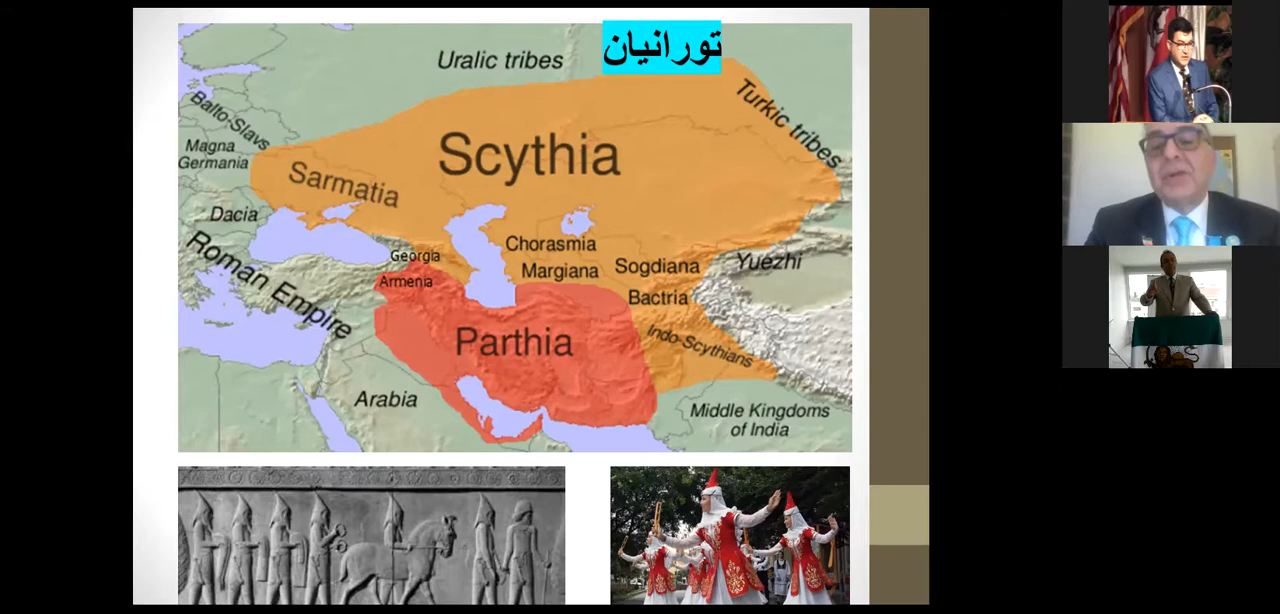 تورانیان
Uralic tribes
Turkic tribes
Balto-Slavs
Scythia
Magna
Germania
Sarmatia
Dacia
Roman Empire
Georgia
Armenia
Chorasmia
Margiana
Sogdiana
Yuezhi
Bactria
Parthia
Indo-Scythians
Arabia
Middle Kingdoms
of India